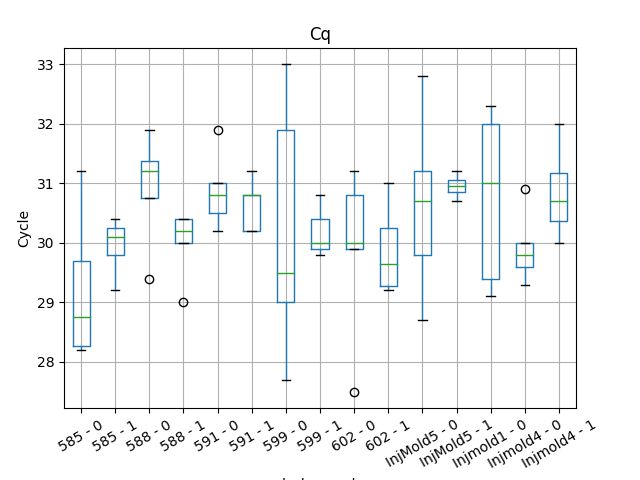 Cq
Cycle
33
32
31
30
29
28
585 - 0
585 - 1
588 - 0
588 - 1
591 - 0
591 - 1
599 - 0
599 - 1
602 - 0
602 - 1
InjMold5 - 0
InjMold5 - 1
Injmold1 - 0
Injmold4 - 0
Injmold4 - 1